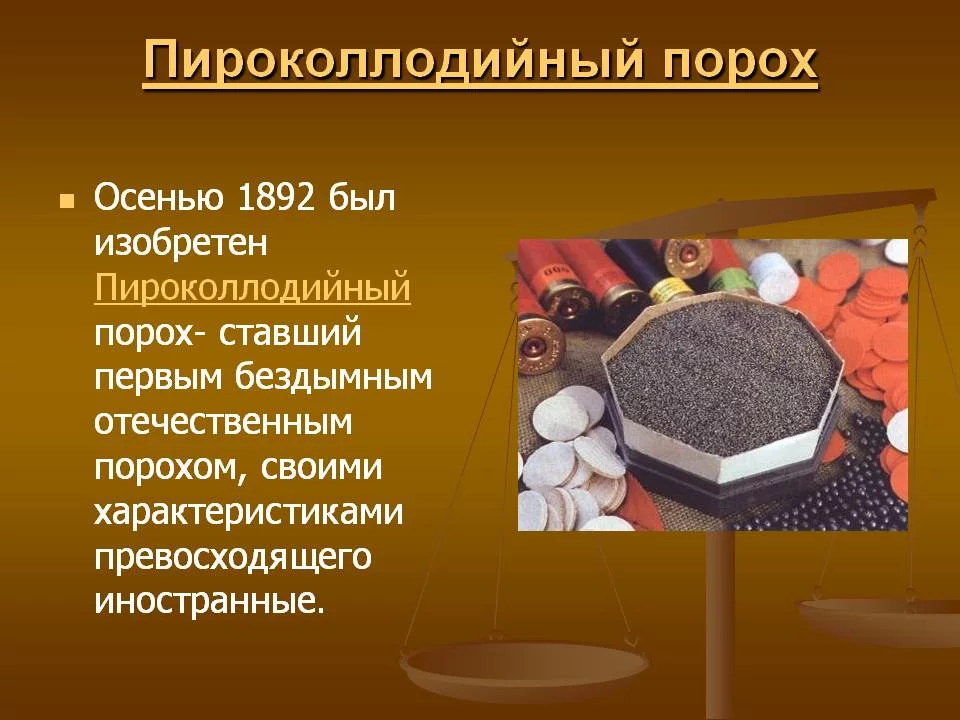 Пироколлодийный порох
Осенью 1892 был
изобретен
Пироколлодийный
порох- ставший
первым бездымным
отечественным
порохом, своими
характеристиками
превосходящего
иностранные.